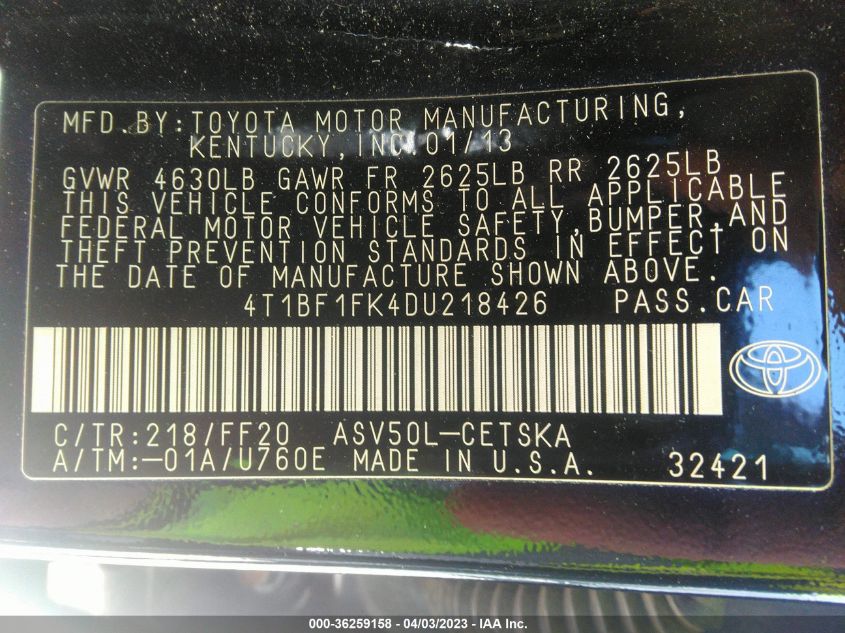 MFD.BY:TOYOTA MOTOR MANUFACTURING,
KENTUCKY,INC 01/13
GVWR 4630LB GAWR FR 2625LB RR 2625LB
THIS VEHICLE CONFORMS TO ALL APPLICABLE
FEDERAL MOTOR VEHICLE SAFETY,BUMPER,AND
THEFT PREVENTION STANDARDS IN EFFECT ON
THE DATE OF MANUFACTURE SHOWN ABOVE.
4T1BF1FK4DU218426 PASS.CAR
C/TR:218/FF20 ASV50L-CETSKA
A/TM:-01A/U760E MADE IN U.S.A. 32421
000-36259158 - 04/03/2023 - IAA Inc.